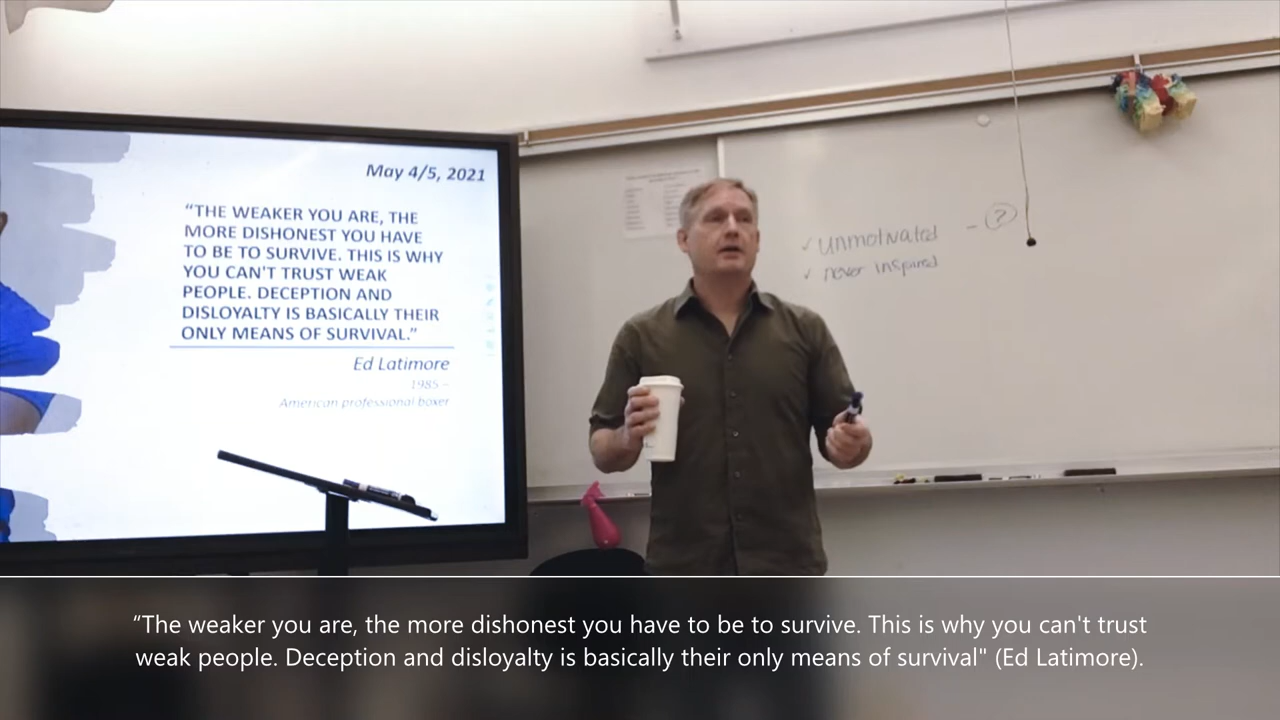 May 4/5, 2021
“THE WEAKER YOU ARE, THE
MORE DISHONEST YOU HAVE
TO BE TO SURVIVE. THIS IS WHY
YOU CAN'T TRUST WEAK
PEOPLE. DECEPTION AND
DISLOYALTY IS BASICALLY THEIR
ONLY MEANS OF SURVIVAL.”
Ed Latimore
1985 –
American professional boxer
✓ unmotivated – ?
✓ never inspired
“The weaker you are, the more dishonest you have to be to survive. This is why you can't trust
weak people. Deception and disloyalty is basically their only means of survival" (Ed Latimore).